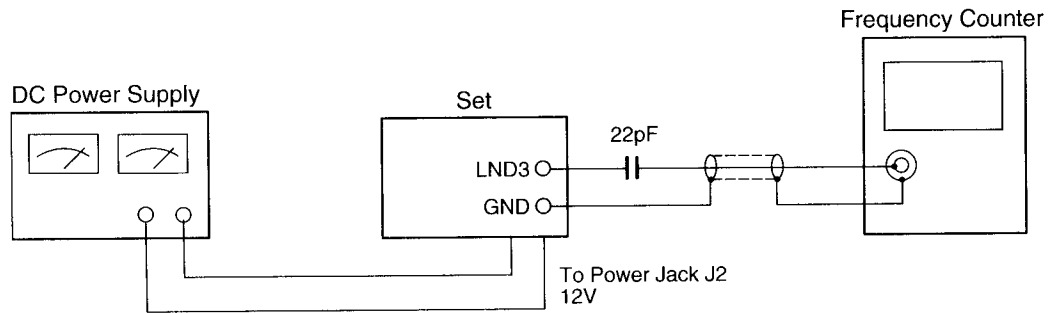 Frequency Counter
DC Power Supply
Set
22pF
LND3
GND
To Power Jack J2
12V